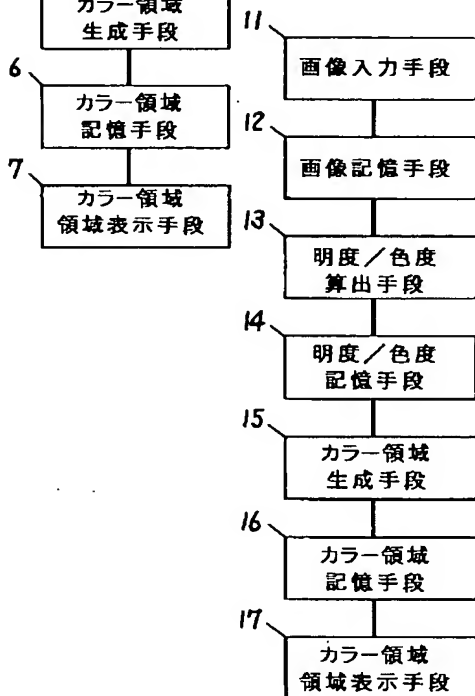 カラー領域
生成手段
6
カラー領域
記憶手段
7
カラー領域
領域表示手段
11
画像入力手段
12
画像記憶手段
13
明度／色度
算出手段
14
明度／色度
記憶手段
15
カラー領域
生成手段
16
カラー領域
記憶手段
17
カラー領域
領域表示手段